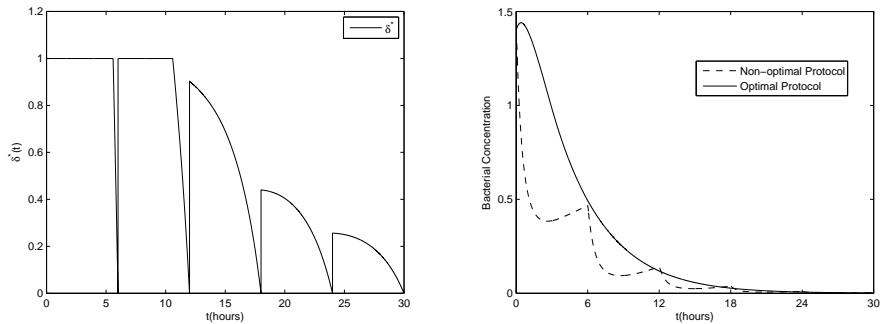 1.2
1
0.8
0.6
0.4
0.2
0
0 5 10 15 20 25 30
t(hours)
δ*(t)
δ*
1.5
1
0.5
0
0 6 12 18 24 30
t(hours)
Bacterial Concentration
Non−optimal Protocol
Optimal Protocol